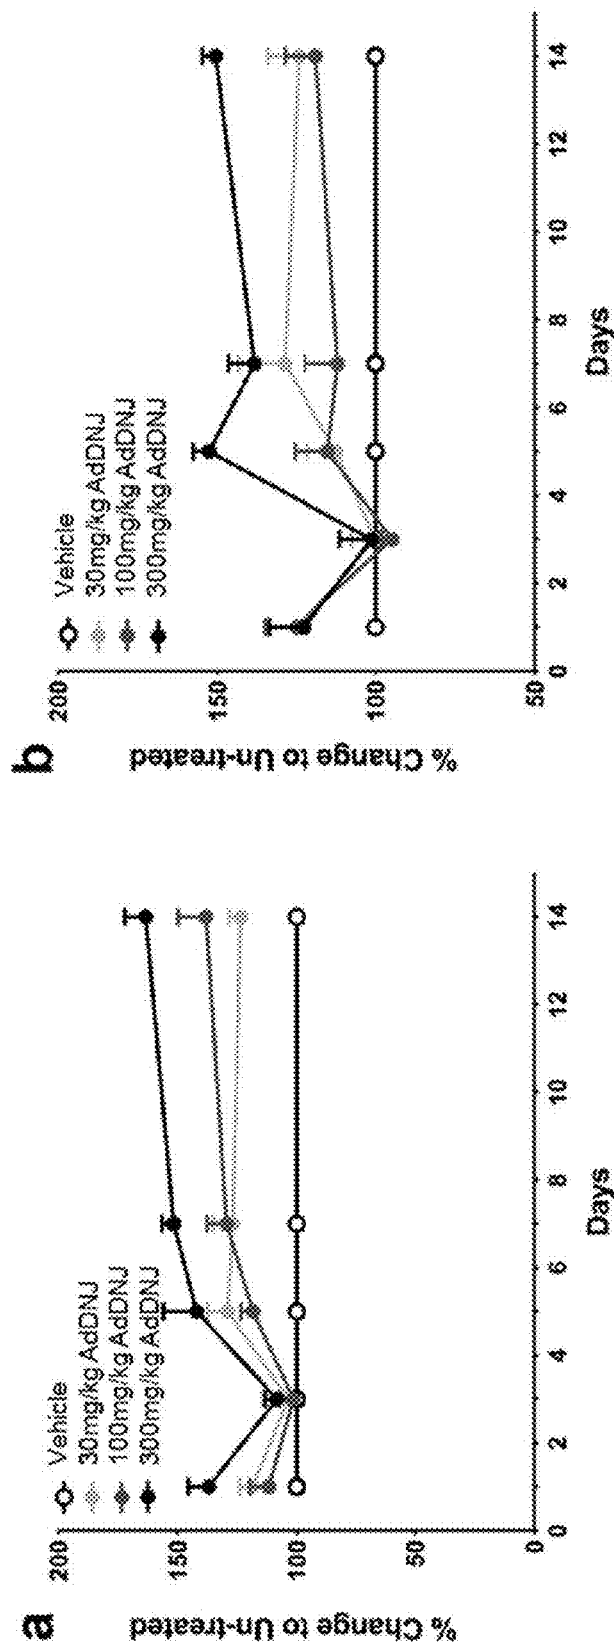 a
% Change to Un-treated
200
150
100
50
0
Vehicle
30mg/kg AdDNJ
100mg/kg AdDNJ
300mg/kg AdDNJ
0 2 4 6 8 10 12 14
Days
b
% Change to Un-treated
200
150
100
50
Vehicle
30mg/kg AdDNJ
100mg/kg AdDNJ
300mg/kg AdDNJ
0 2 4 6 8 10 12 14
Days